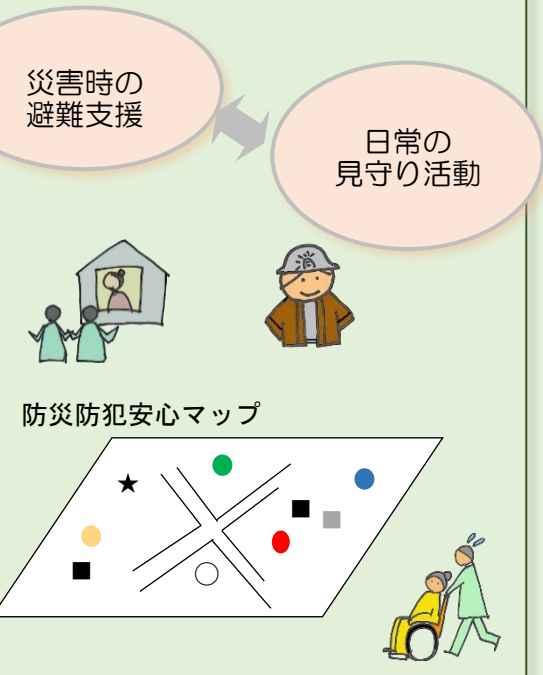 災害時の
避難支援
日常の
見守り活動
消
防災防犯安心マップ